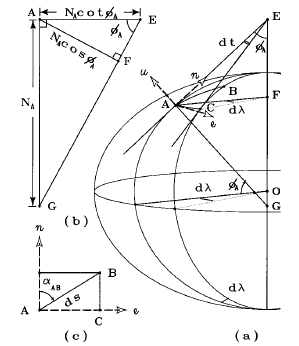 A N_A cot ϕ_A E
ϕ_A
N_A cos ϕ_A
F
N_A
G
(b)
n
α_AB
B
ds
A C e
(c)
E
dt ϕ_A
u n
B F
A C dλ
e
O
dλ ϕ_A
G
dλ
(a)